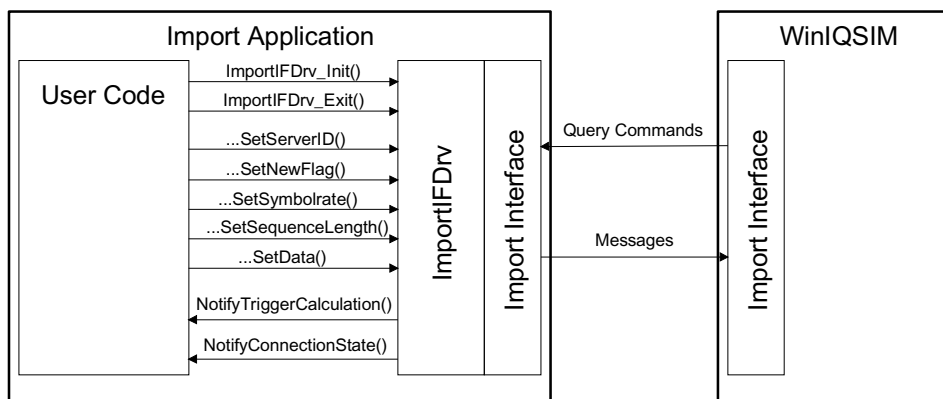 Import Application
WinIQSIM
User Code
ImportIFDrv_Init()
ImportIFDrv_Exit()
...SetServerID()
...SetNewFlag()
...SetSymbolrate()
...SetSequenceLength()
...SetData()
NotifyTriggerCalculation()
NotifyConnectionState()
ImportIFDrv
Import Interface
Query Commands
Messages
Import Interface